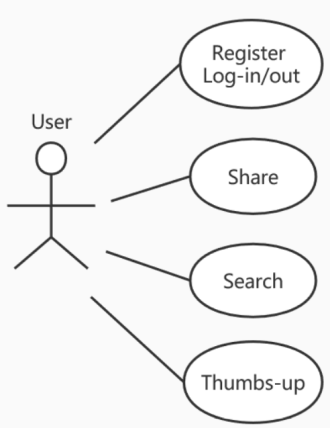 Register
Log-in/out
User
Share
Search
Thumbs-up